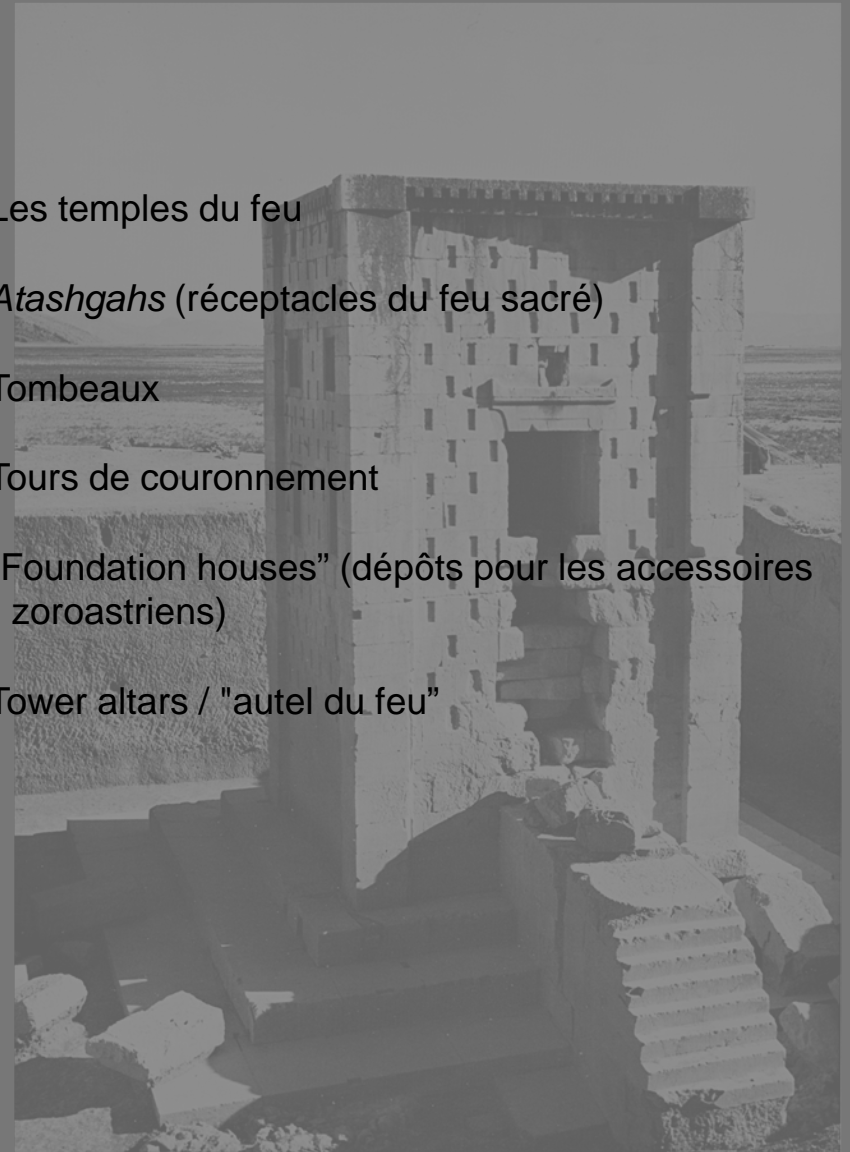 Les temples du feu
Atashgahs (réceptacles du feu sacré)
Tombeaux
Tours de couronnement
Foundation houses” (dépôts pour les accessoires
zoroastriens)
Tower altars / "autel du feu”